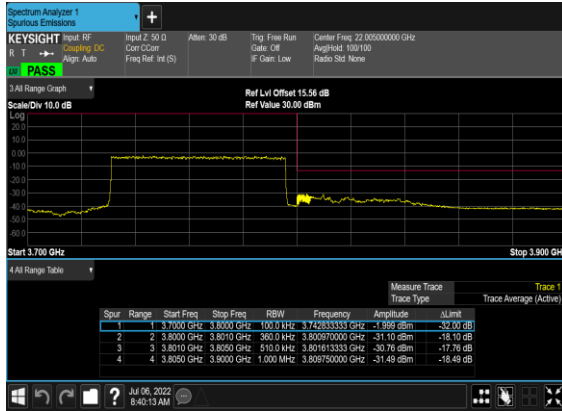 Spectrum Analyzer 1
Spurious Emissions
+
KEYSIGHT Input: RF Input Z: 50 Ω Atten: 30 dB Trig: Free Run Center Freq: 22.005000000 GHz
R T Coupling: DC Corr CCorr Gate: Off Avg|Hold: 100/100
Align: Auto Freq Ref: Int (S) IF Gain: Low Radio Std: None
PASS
3 All Range Graph Ref Lvl Offset 15.56 dB
Scale/Div 10.0 dB Ref Value 30.00 dBm
Log
20.0
10.0
0.00
-10.0
-20.0
-30.0
-40.0
-50.0
-60.0
Start 3.700 GHz Stop 3.900 GH
4 All Range Table
Measure Trace Trace 1
Trace Type Trace Average (Active)
Spur Range Start Freq Stop Freq RBW Frequency Amplitude ΔLimit
1 1 3.7000 GHz 3.8000 GHz 100.0 kHz 3.742833333 GHz -1.999 dBm -32.00 dB
2 2 3.8000 GHz 3.8010 GHz 360.0 kHz 3.800970000 GHz -31.10 dBm -18.10 dB
3 3 3.8010 GHz 3.8050 GHz 510.0 kHz 3.801613333 GHz -30.76 dBm -17.76 dB
4 4 3.8050 GHz 3.9000 GHz 1.000 MHz 3.809750000 GHz -31.49 dBm -18.49 dB
? Jul 06, 2022
8:40:13 AM